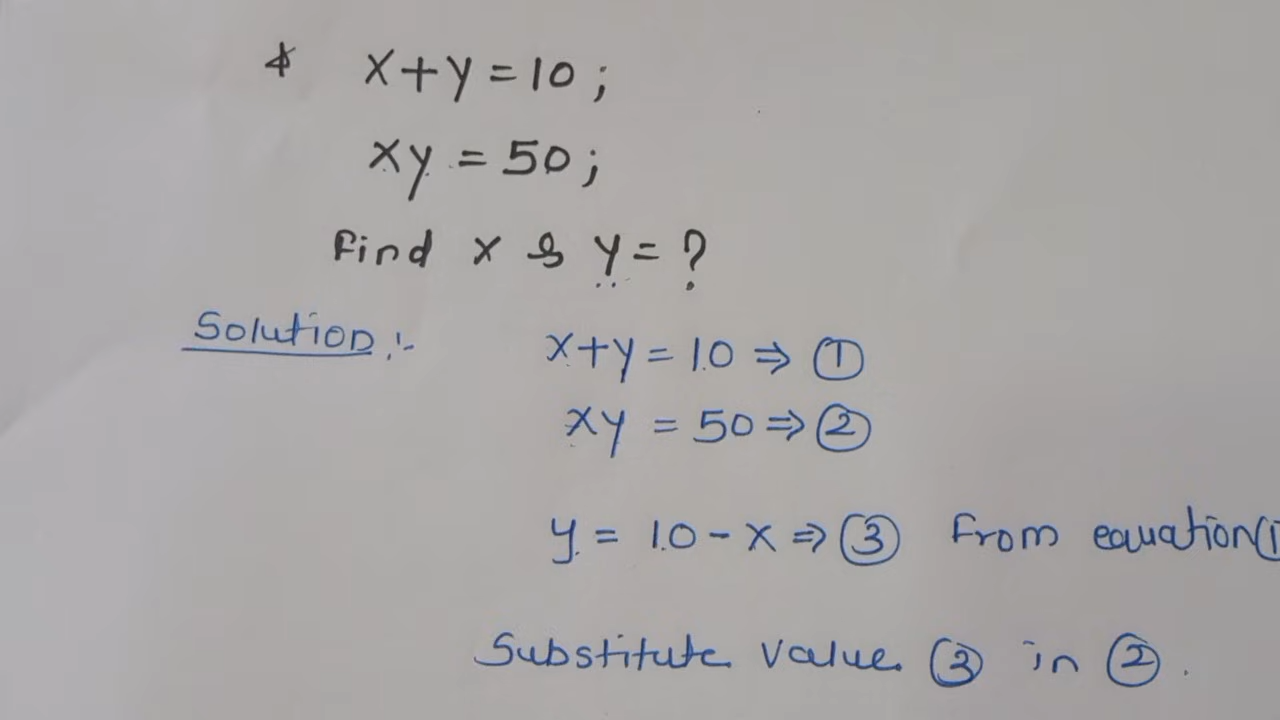 * x+y=10;
xy = 50;
Find x & y=?
Solution:-
x+y=10 ⇒ ①
xy = 50 ⇒ ②
y = 10-x ⇒ ③ From equation(1
Substitute value ③ in ②.